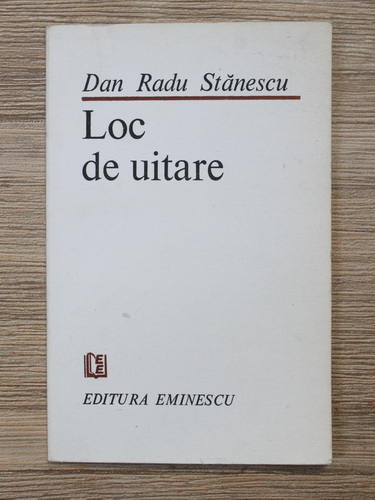 Dan Radu Stănescu
Loc
de uitare
EDITURA EMINESCU